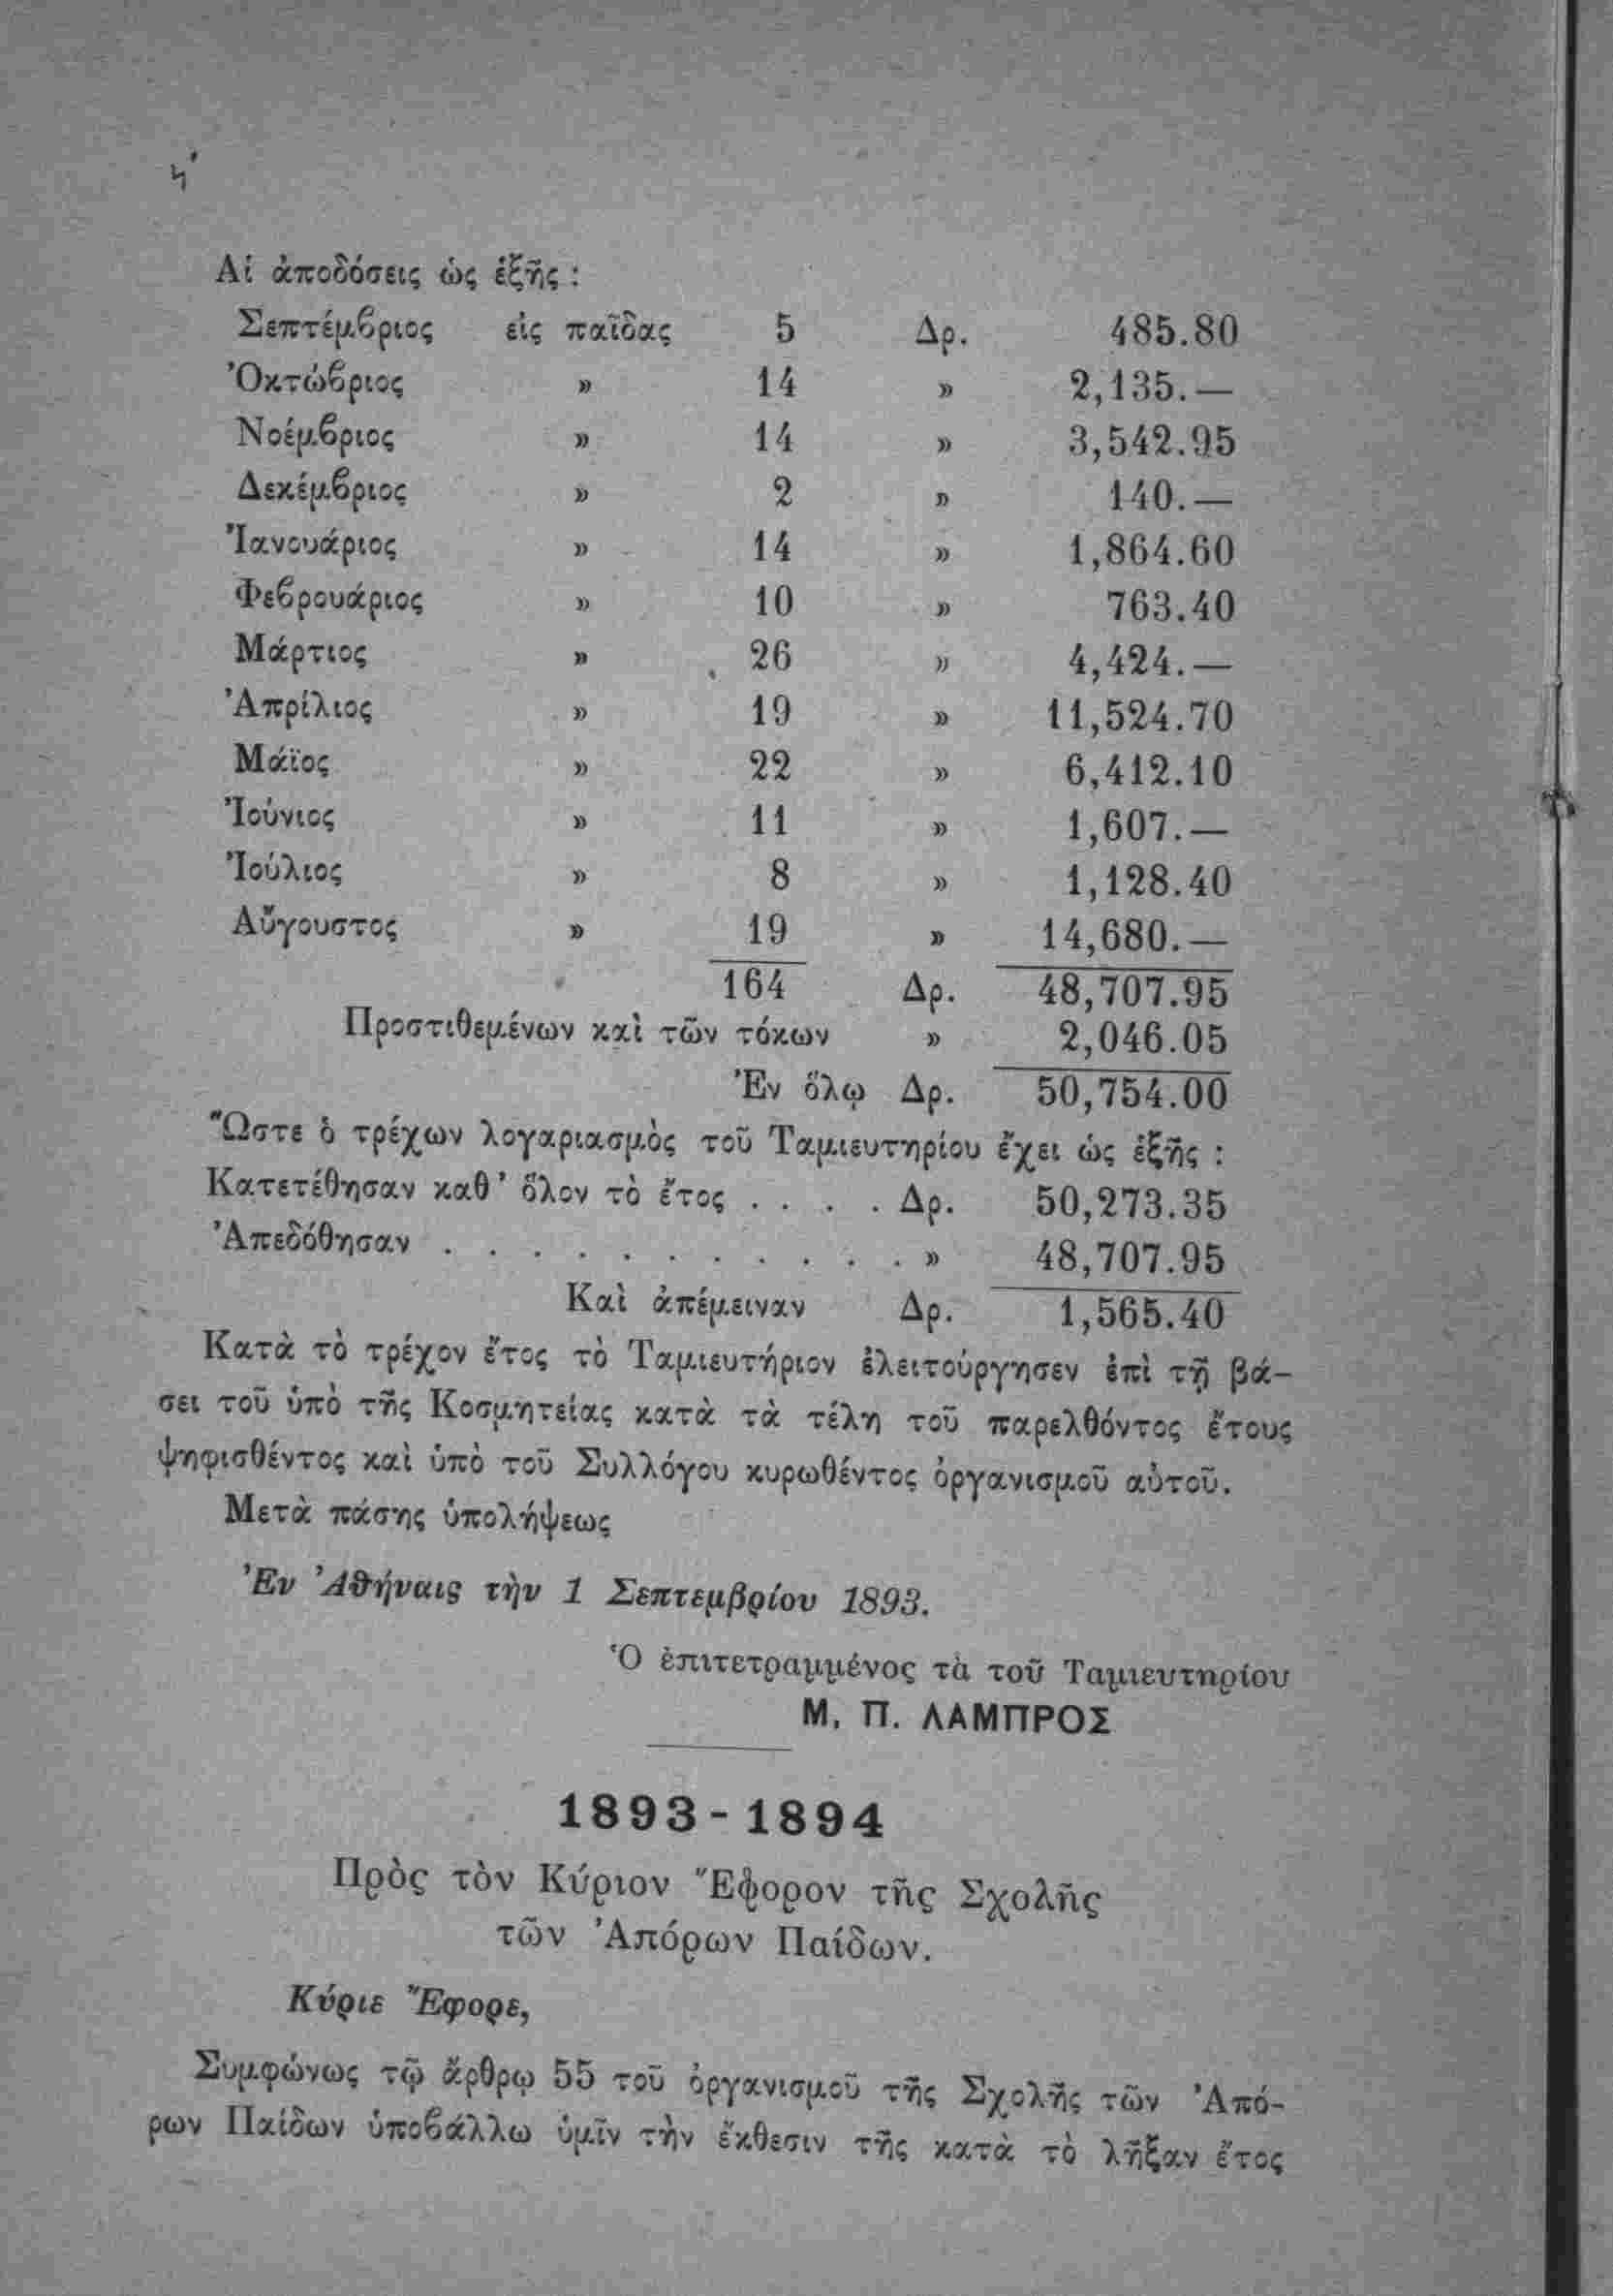 Αἱ ἀποδόσεις ὡς ἑξῆς :
Σεπτέμβριος εἰς παῖδας 5 Δρ. 485.80
Ὀκτώβριος » 14 » 2,135.—
Νοέμβριος » 14 » 3,542.95
Δεκέμβριος » 2 » 140.—
Ἰανουάριος » 14 » 1,864.60
Φεβρουάριος » 10 » 763.40
Μάρτιος » 26 » 4,424.—
Ἀπρίλιος » 19 » 11,524.70
Μάϊος » 22 » 6,412.10
Ἰούνιος » 11 » 1,607.—
Ἰούλιος » 8 » 1,128.40
Αὔγουστος » 19 » 14,680.—
164 Δρ. 48,707.95
Προστιθεμένων καὶ τῶν τόκων » 2,046.05
Ἐν ὅλῳ Δρ. 50,754.00
Ὥστε ὁ τρέχων λογαριασμὸς τοῦ Ταμιευτηρίου ἔχει ὡς ἑξῆς :
Κατετέθησαν καθ' ὅλον τὸ ἔτος . . . . Δρ. 50,273.35
Ἀπεδόθησαν . . . . . . . . . . . » 48,707.95
Καὶ ἀπέμειναν Δρ. 1,565.40
Κατὰ τὸ τρέχον ἔτος τὸ Ταμιευτήριον ἐλειτούργησεν ἐπὶ τῇ βά-
σει τοῦ ὑπὸ τῆς Κοσμητείας κατὰ τὰ τέλη τοῦ παρελθόντος ἔτους
ψηφισθέντος καὶ ὑπὸ τοῦ Συλλόγου κυρωθέντος ὀργανισμοῦ αὐτοῦ.
Μετὰ πάσης ὑπολήψεως
Ἐν Ἀθήναις τὴν 1 Σεπτεμβρίου 1893.
Ὁ ἐπιτετραμμένος τὰ τοῦ Ταμιευτηρίου
Μ. Π. ΛΑΜΠΡΟΣ
1893-1894
Πρὸς τὸν Κύριον Ἔφορον τῆς Σχολῆς
τῶν Ἀπόρων Παίδων.
Κύριε Ἔφορε,
Συμφώνως τῷ ἄρθρῳ 55 τοῦ ὀργανισμοῦ τῆς Σχολῆς τῶν Ἀπό-
ρων Παίδων ὑποβάλλω ὑμῖν τὴν ἔκθεσιν τῆς κατὰ τὸ λῆξαν ἔτος